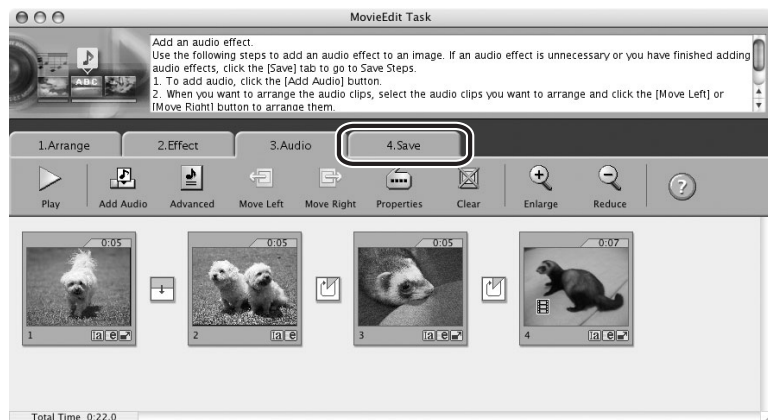 MovieEdit Task
Add an audio effect.
Use the following steps to add an audio effect to an image. If an audio effect is unnecessary or you have finished adding
audio effects, click the [Save] tab to go to Save Steps.
1. To add audio, click the [Add Audio] button.
2. When you want to arrange the audio clips, select the audio clips you want to arrange and click the [Move Left] or
[Move Right] button to arrange them.
ABC
1.Arrange 2.Effect 3.Audio 4.Save
Play Add Audio Advanced Move Left Move Right Properties Clear Enlarge Reduce ?
0:05 0:05 0:05 0:07
1 a e 2 a e 3 a e 4 a e
Total Time 0:22.0